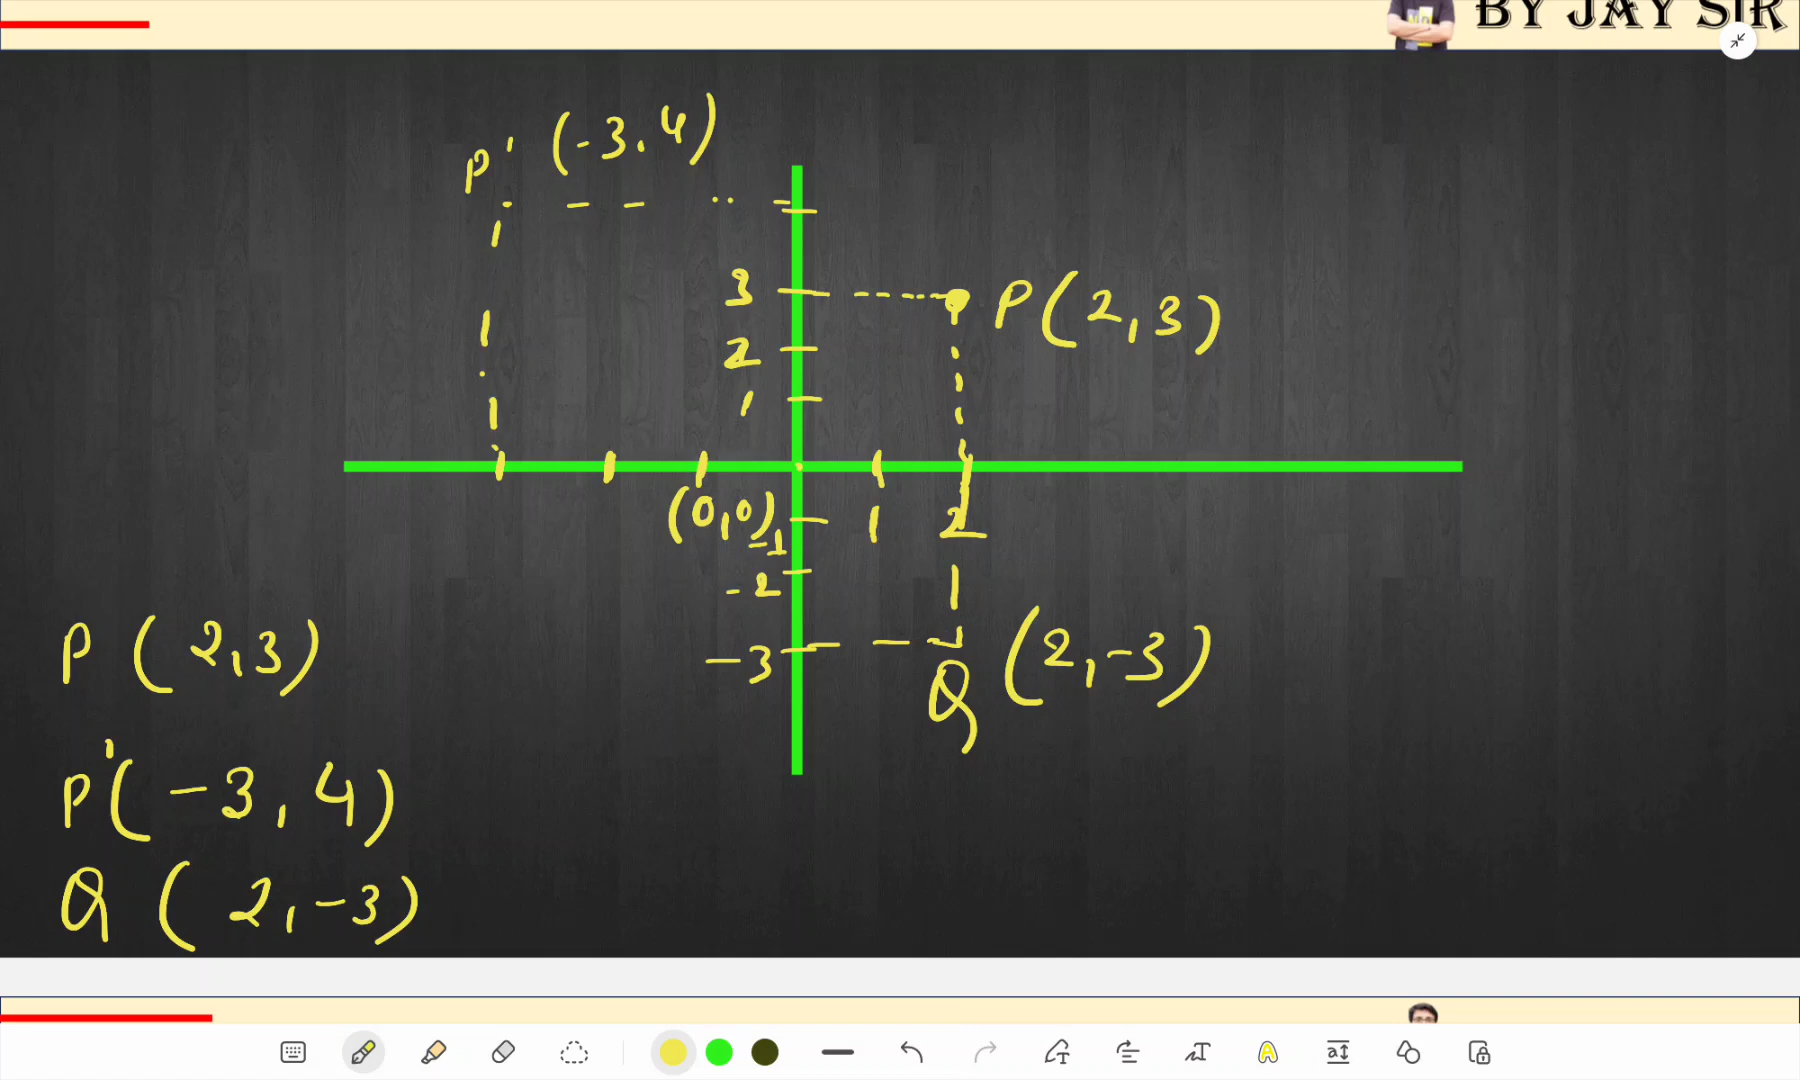 BY JAY SIR
P' (-3,4)
3
P(2,3)
2
1
(0,0)
1
2
-1
-2
-3
Q (2,-3)
P (2,3)
P'(-3,4)
Q (2,-3)